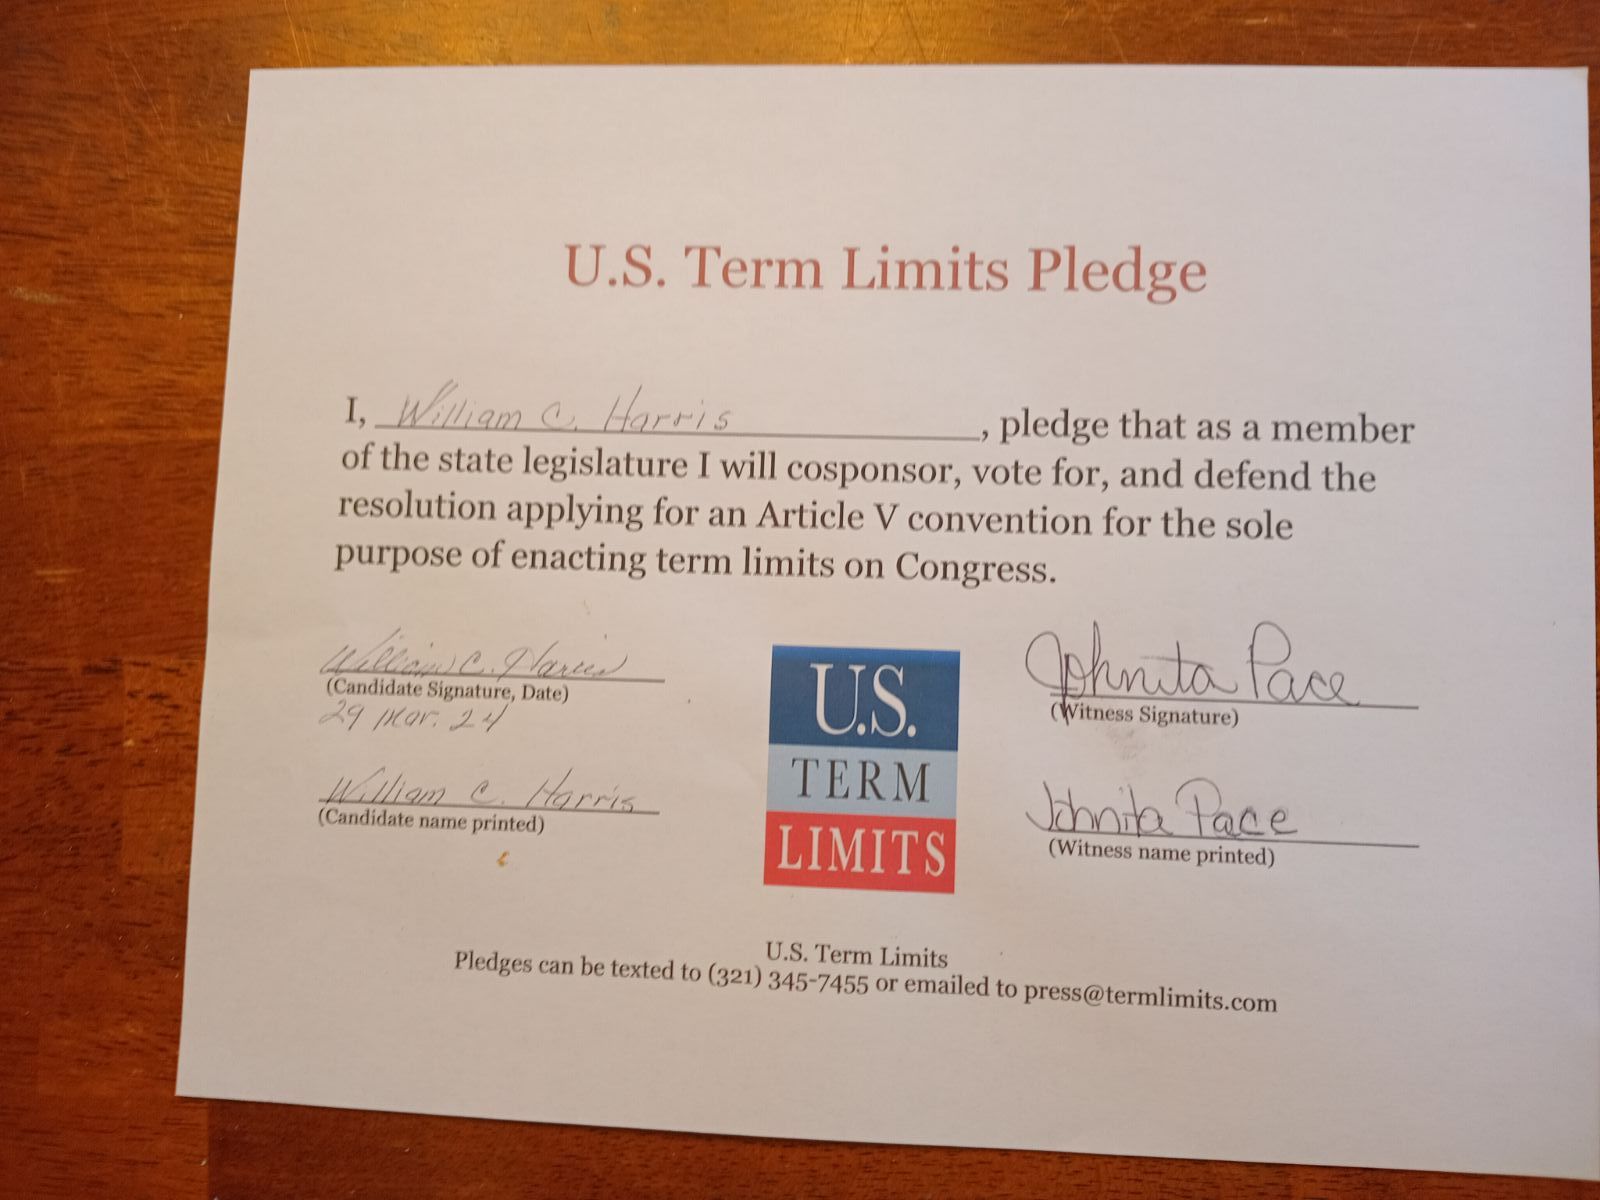 U.S. Term Limits Pledge
I, William C. Harris, pledge that as a member
of the state legislature I will cosponsor, vote for, and defend the
resolution applying for an Article V convention for the sole
purpose of enacting term limits on Congress.
William C. Harris
(Candidate Signature, Date)
29 Mar. 24
William C. Harris
(Candidate name printed)
U.S.
TERM
LIMITS
Johnita Pace
(Witness Signature)
Johnita Pace
(Witness name printed)
U.S. Term Limits
Pledges can be texted to (321) 345-7455 or emailed to press@termlimits.com